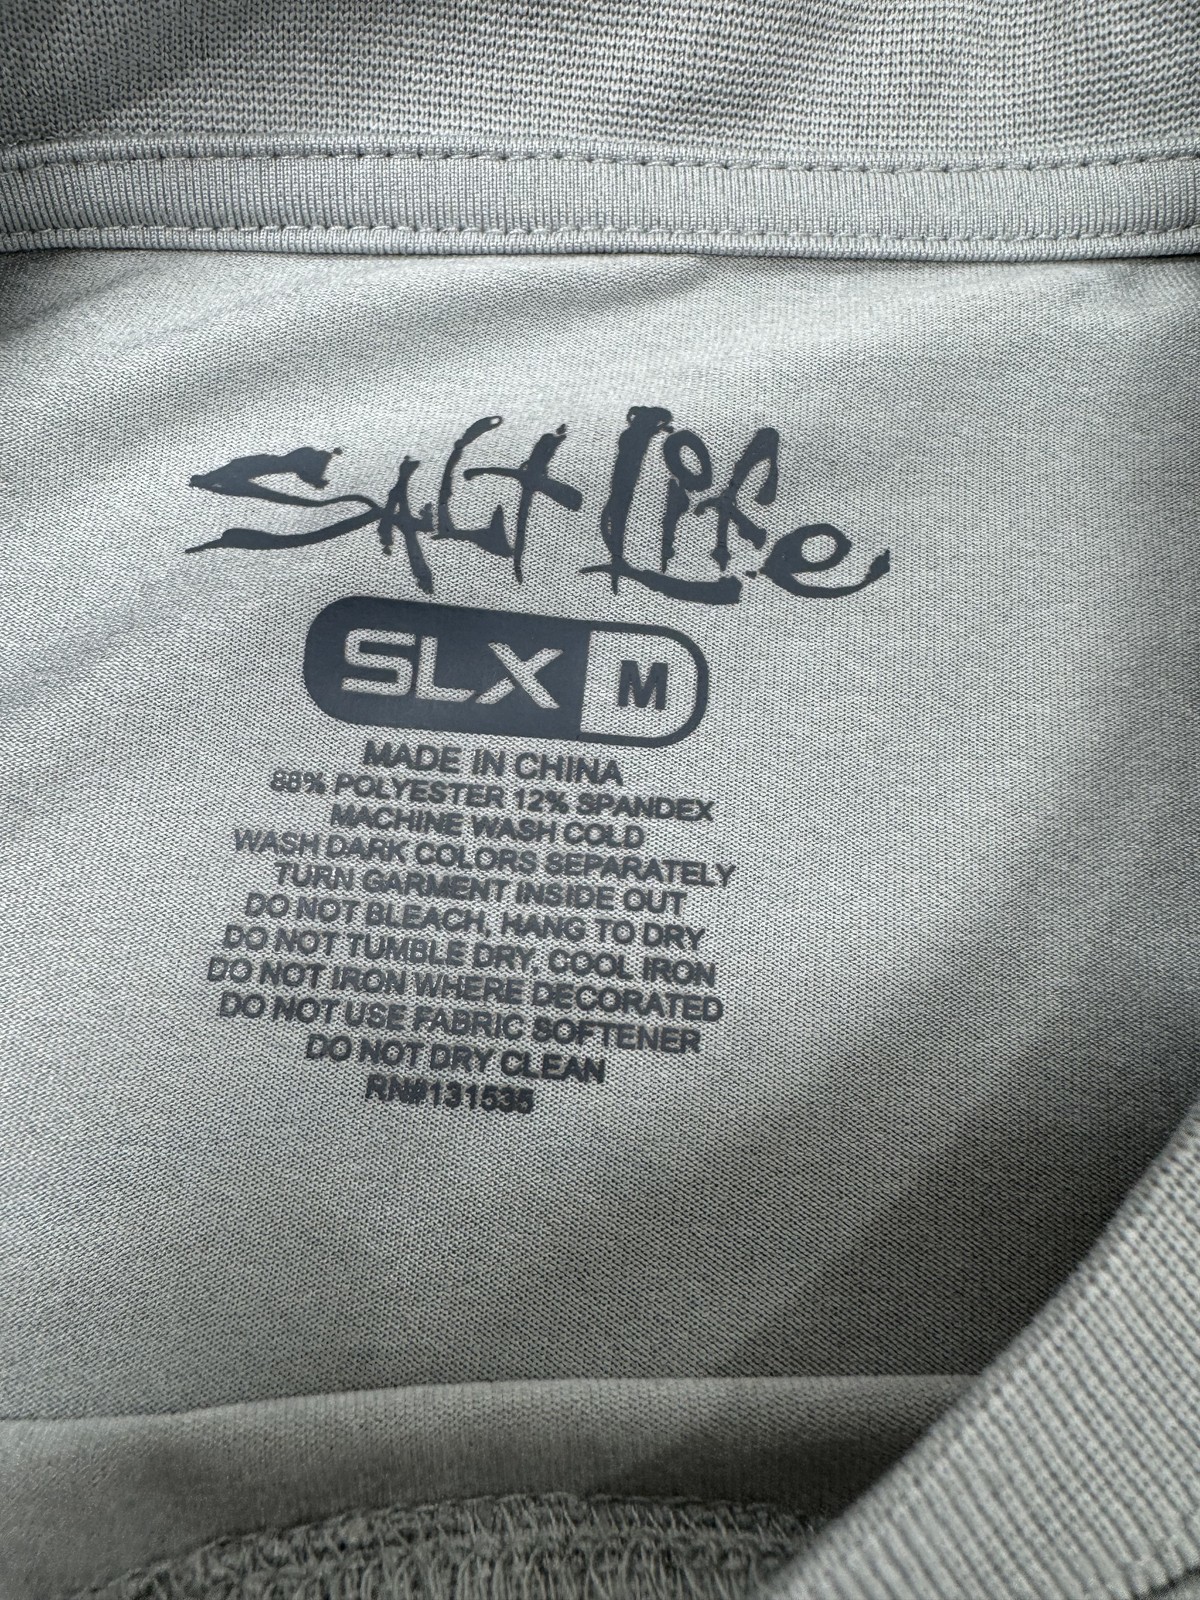 Salt Life
SLX M
MADE IN CHINA
88% POLYESTER 12% SPANDEX
MACHINE WASH COLD
WASH DARK COLORS SEPARATELY
TURN GARMENT INSIDE OUT
DO NOT BLEACH, HANG TO DRY
DO NOT TUMBLE DRY, COOL IRON
DO NOT IRON WHERE DECORATED
DO NOT USE FABRIC SOFTENER
DO NOT DRY CLEAN
RN#131535